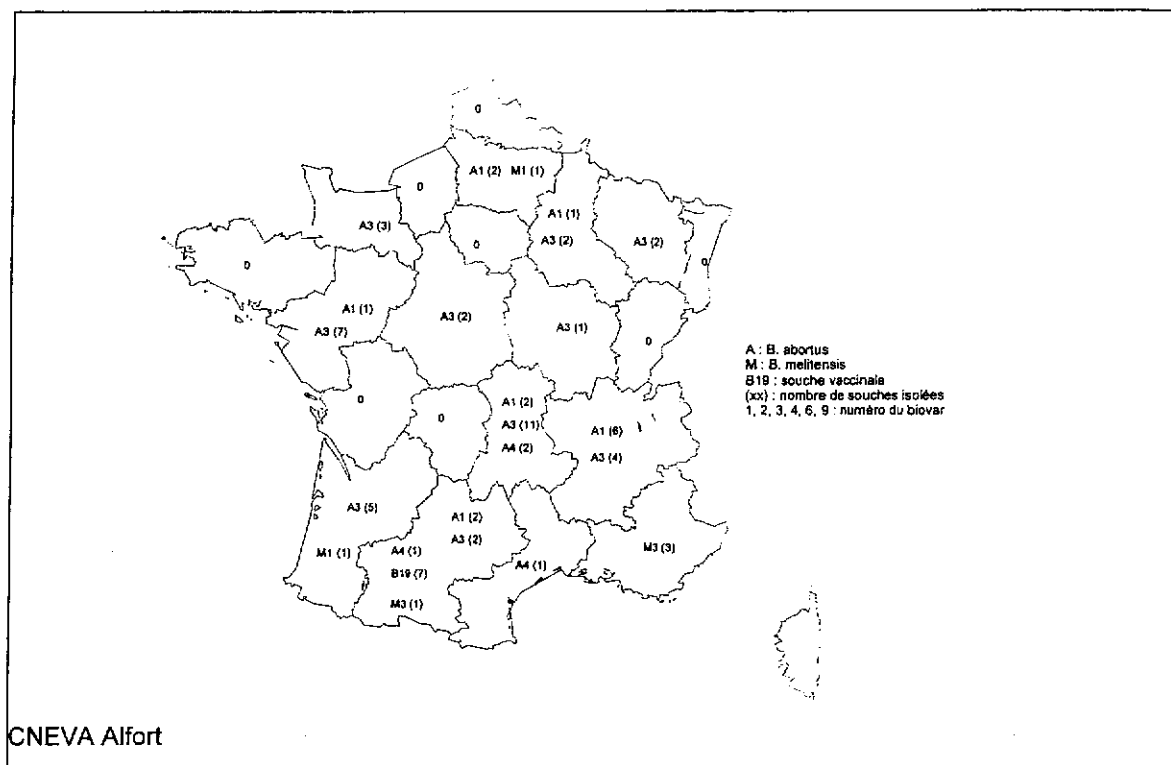 0
A1 (2) M1 (1)
0
A1 (1)
A3 (3)
A3 (2)
A3 (2)
0
0
0
A1 (1)
A3 (7)
A3 (2)
A3 (1)
0
A : B. abortus
M : B. melitensis
B19 : souche vaccinale
(xx) : nombre de souches isolées
1, 2, 3, 4, 6, 9 : numéro du biovar
0
0
A1 (2)
A3 (11)
A4 (2)
A1 (6)
A3 (4)
A3 (5)
M1 (1)
A1 (2)
A3 (2)
A4 (1)
B19 (7)
M3 (1)
A4 (1)
M3 (3)
CNEVA Alfort